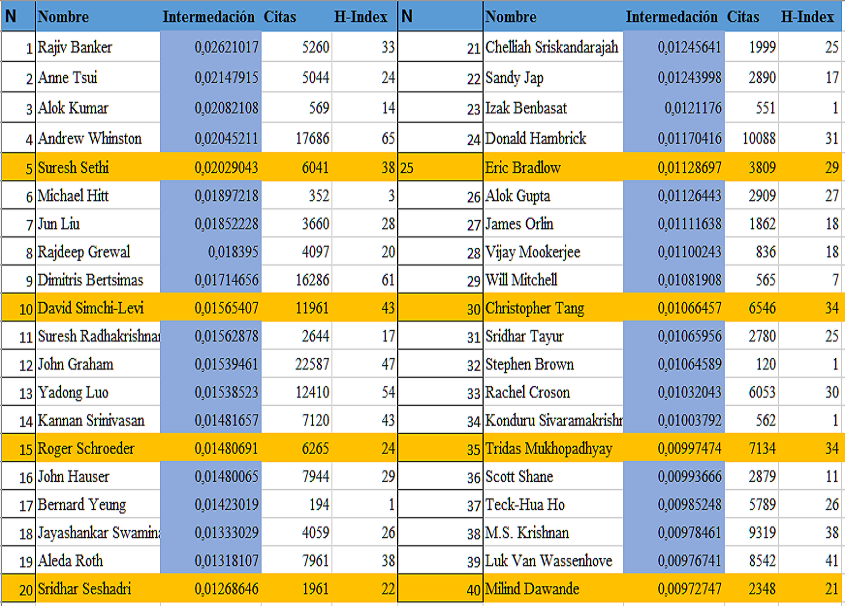 N Nombre Intermedación Citas H-Index N Nombre Intermedación Citas H-Index
1 Rajiv Banker 0,02621017 5260 33 21 Chelliah Sriskandarajah 0,01245641 1999 25
2 Anne Tsui 0,02147915 5044 24 22 Sandy Jap 0,01243998 2890 17
3 Alok Kumar 0,02082108 569 14 23 Izak Benbasat 0,0121176 551 1
4 Andrew Whinston 0,02045211 17686 65 24 Donald Hambrick 0,01170416 10088 31
5 Suresh Sethi 0,02029043 6041 38 25 Eric Bradlow 0,01128697 3809 29
6 Michael Hitt 0,01897218 352 3 26 Alok Gupta 0,01126443 2909 27
7 Jun Liu 0,01852228 3660 28 27 James Orlin 0,01111638 1862 18
8 Rajdeep Grewal 0,018395 4097 20 28 Vijay Mookerjee 0,01100243 836 18
9 Dimitris Bertsimas 0,01714656 16286 61 29 Will Mitchell 0,01081908 565 7
10 David Simchi-Levi 0,01565407 11961 43 30 Christopher Tang 0,01066457 6546 34
11 Suresh Radhakrishnan 0,01562878 2644 17 31 Sridhar Tayur 0,01065956 2780 25
12 John Graham 0,01539461 22587 47 32 Stephen Brown 0,01064589 120 1
13 Yadong Luo 0,01538523 12410 54 33 Rachel Croson 0,01032043 6053 30
14 Kannan Srinivasan 0,01481657 7120 43 34 Konduru Sivaramakrishn 0,01003792 562 1
15 Roger Schroeder 0,01480691 6265 24 35 Tridas Mukhopadhyay 0,00997474 7134 34
16 John Hauser 0,01480065 7944 29 36 Scott Shane 0,00993666 2879 11
17 Bernard Yeung 0,01423019 194 1 37 Teck-Hua Ho 0,00985248 5789 26
18 Jayashankar Swamina 0,01333029 4059 26 38 M.S. Krishnan 0,00978461 9319 38
19 Aleda Roth 0,01318107 7961 38 39 Luk Van Wassenhove 0,00976741 8542 41
20 Sridhar Seshadri 0,01268646 1961 22 40 Milind Dawande 0,00972747 2348 21